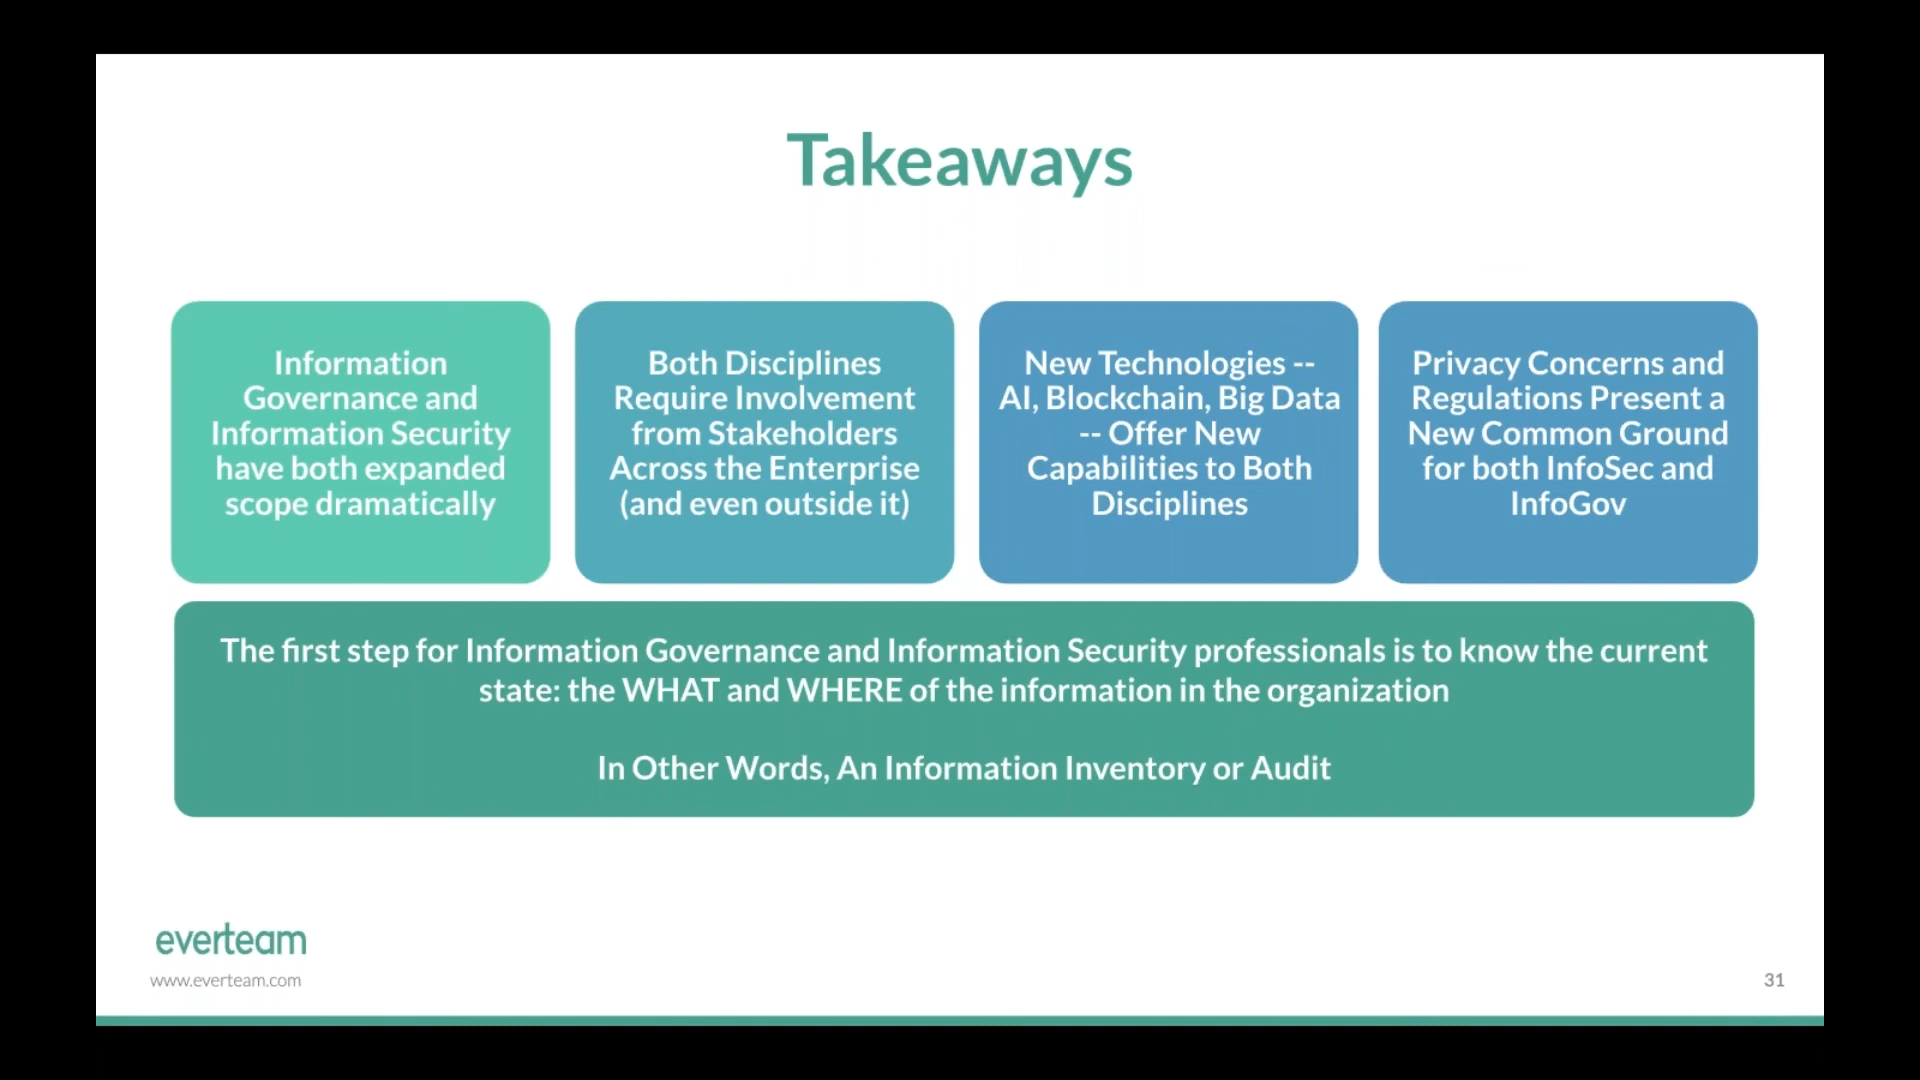 Takeaways
Information
Governance and
Information Security
have both expanded
scope dramatically
Both Disciplines
Require Involvement
from Stakeholders
Across the Enterprise
(and even outside it)
New Technologies --
AI, Blockchain, Big Data
-- Offer New
Capabilities to Both
Disciplines
Privacy Concerns and
Regulations Present a
New Common Ground
for both InfoSec and
InfoGov
The first step for Information Governance and Information Security professionals is to know the current
state: the WHAT and WHERE of the information in the organization
In Other Words, An Information Inventory or Audit
everteam
www.everteam.com
31